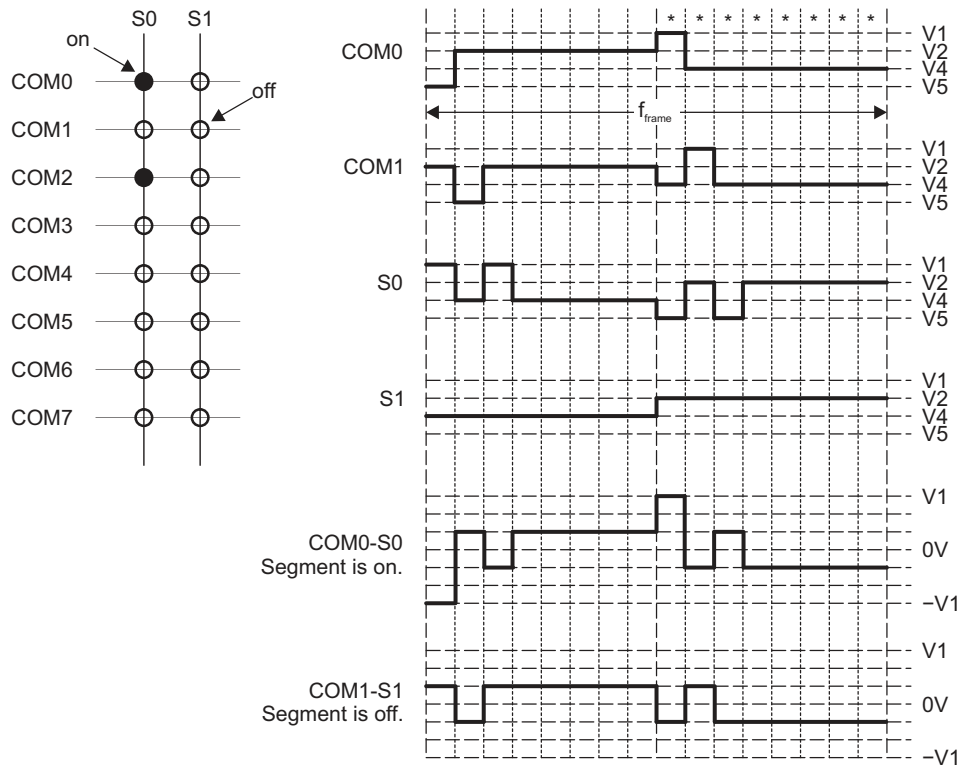 S0 S1
on
off
COM0
COM1
COM2
COM3
COM4
COM5
COM6
COM7
* * * * * * * *
COM0
V1
V2
V4
V5
fframe
COM1
V1
V2
V4
V5
S0
V1
V2
V4
V5
S1
V1
V2
V4
V5
COM0-S0
Segment is on.
V1
0V
−V1
COM1-S1
Segment is off.
V1
0V
−V1